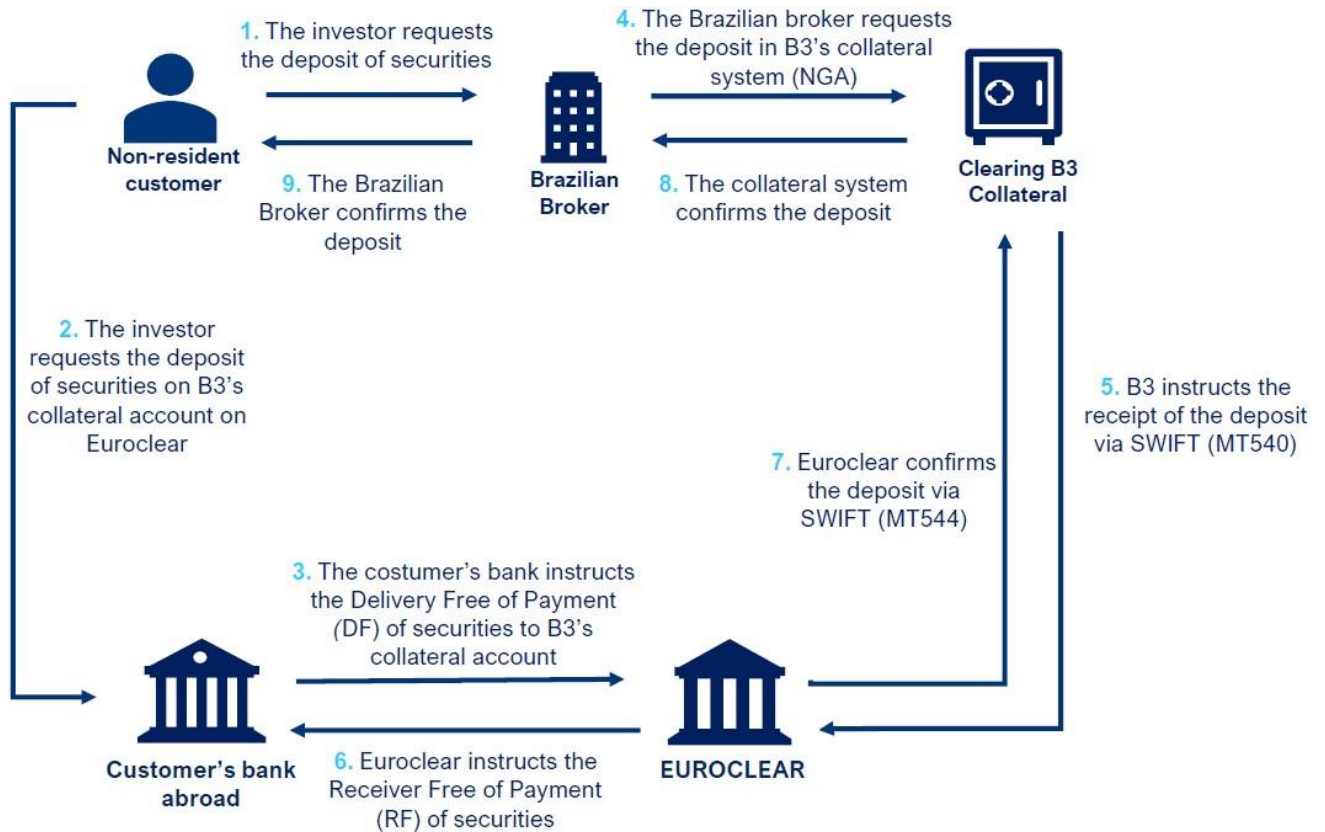 1. The investor requests
the deposit of securities
4. The Brazilian broker requests
the deposit in B3's collateral
system (NGA)
Non-resident
customer
Brazilian
Broker
Clearing B3
Collateral
9. The Brazilian
Broker confirms the
deposit
8. The collateral system
confirms the deposit
2. The investor
requests the deposit
of securities on B3's
collateral account on
Euroclear
5. B3 instructs the
receipt of the deposit
via SWIFT (MT540)
7. Euroclear confirms
the deposit via
SWIFT (MT544)
3. The costumer's bank instructs
the Delivery Free of Payment
(DF) of securities to B3's
collateral account
Customer's bank
abroad
6. Euroclear instructs the
Receiver Free of Payment
(RF) of securities
EUROCLEAR